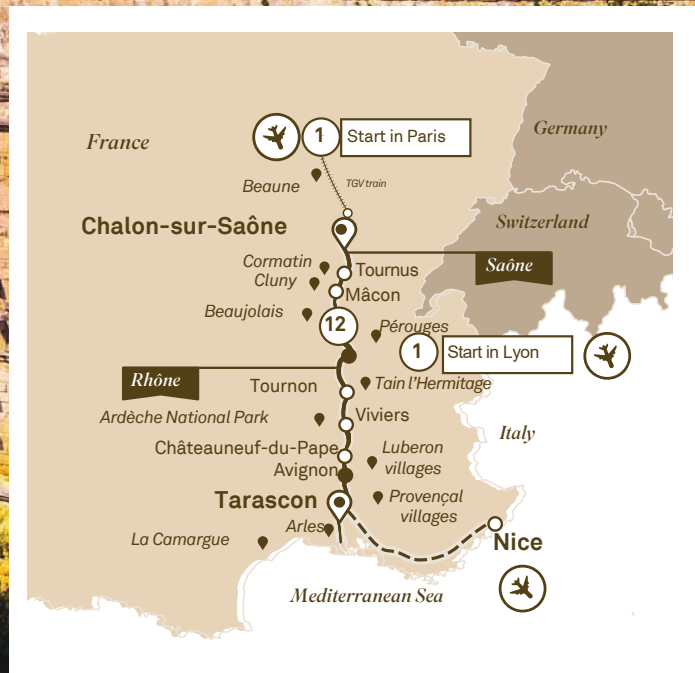 France
Germany
1
Start in Paris
Beaune
TGV train
Switzerland
Chalon-sur-Saône
Saône
Cormatin
Cluny
Tournus
Mâcon
Beaujolais
12
Pérouges
1
Start in Lyon
Rhône
Tournon
Tain l'Hermitage
Ardèche National Park
Viviers
Italy
Châteauneuf-du-Pape
Avignon
Luberon
villages
Tarascon
Provençal
villages
Arles
La Camargue
Nice
Mediterranean Sea